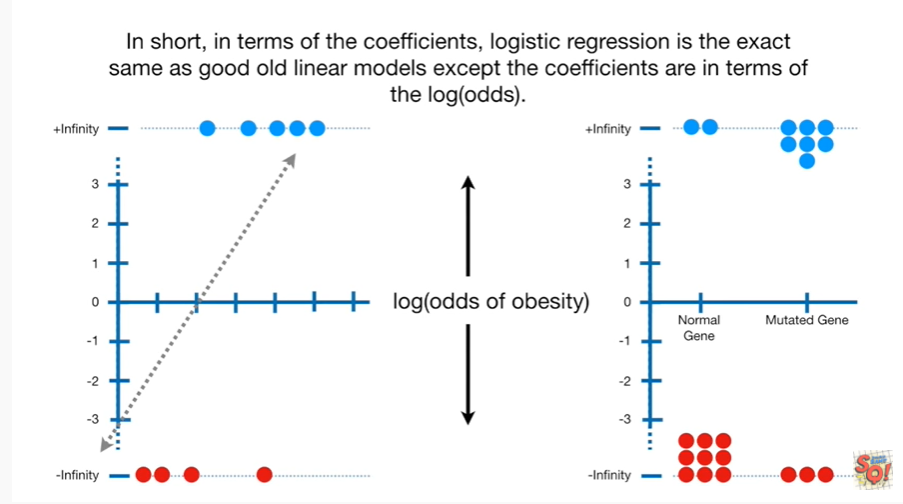 In short, in terms of the coefficients, logistic regression is the exact
same as good old linear models except the coefficients are in terms of
the log(odds).
+Infinity
3
2
1
0
-1
-2
-3
-Infinity
log(odds of obesity)
+Infinity
3
2
1
0
-1
-2
-3
-Infinity
Normal
Gene
Mutated Gene
SQ!